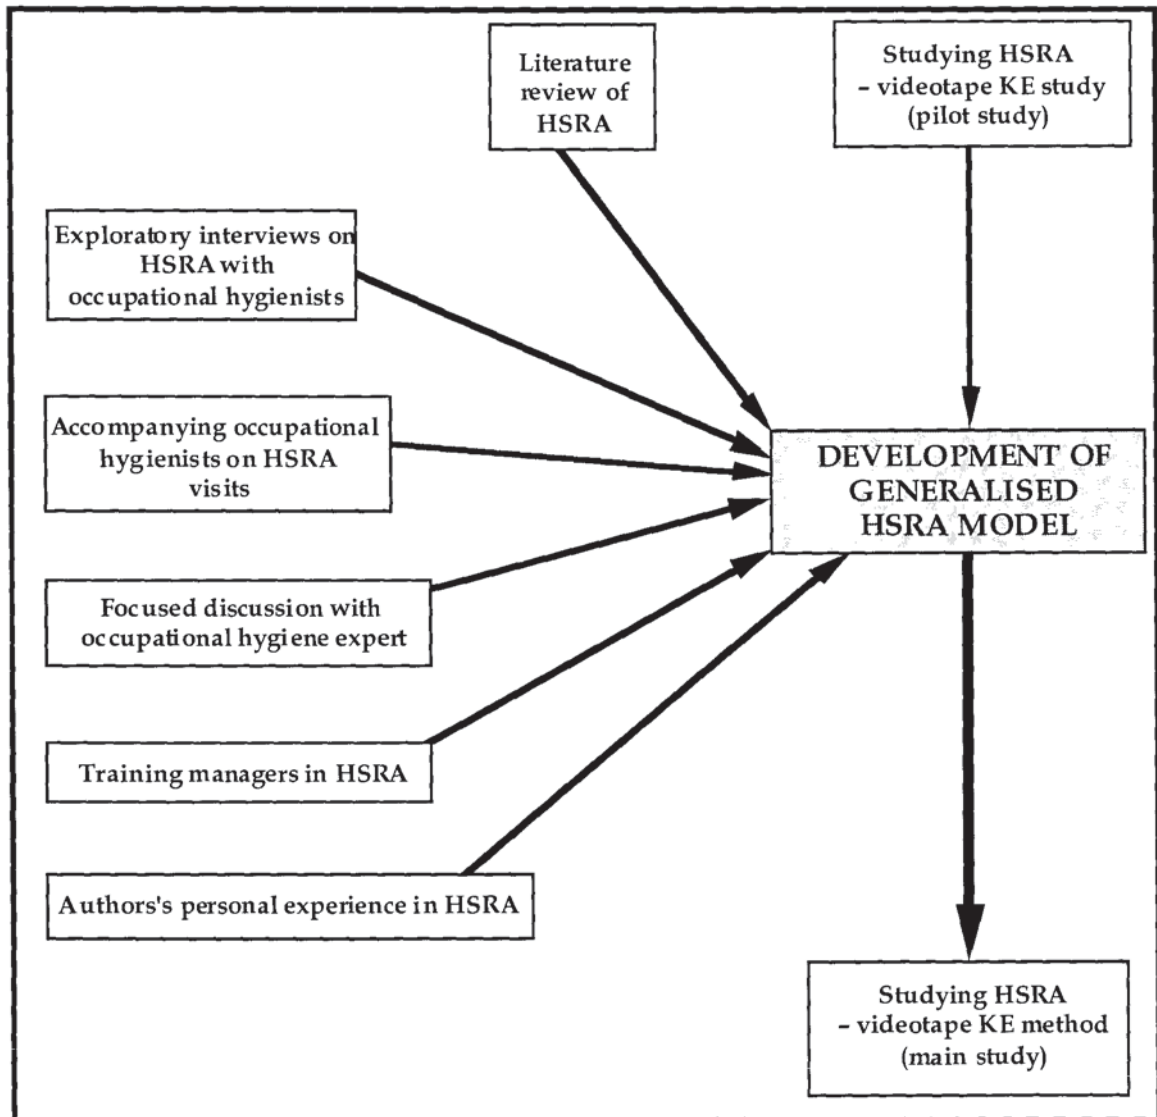 Literature
review of
HSRA
Studying HSRA
– videotape KE study
(pilot study)
Exploratory interviews on
HSRA with
occupational hygienists
Accompanying occupational
hygienists on HSRA
visits
DEVELOPMENT OF
GENERALISED
HSRA MODEL
Focused discussion with
occupational hygiene expert
Training managers in HSRA
Authors's personal experience in HSRA
Studying HSRA
– videotape KE method
(main study)